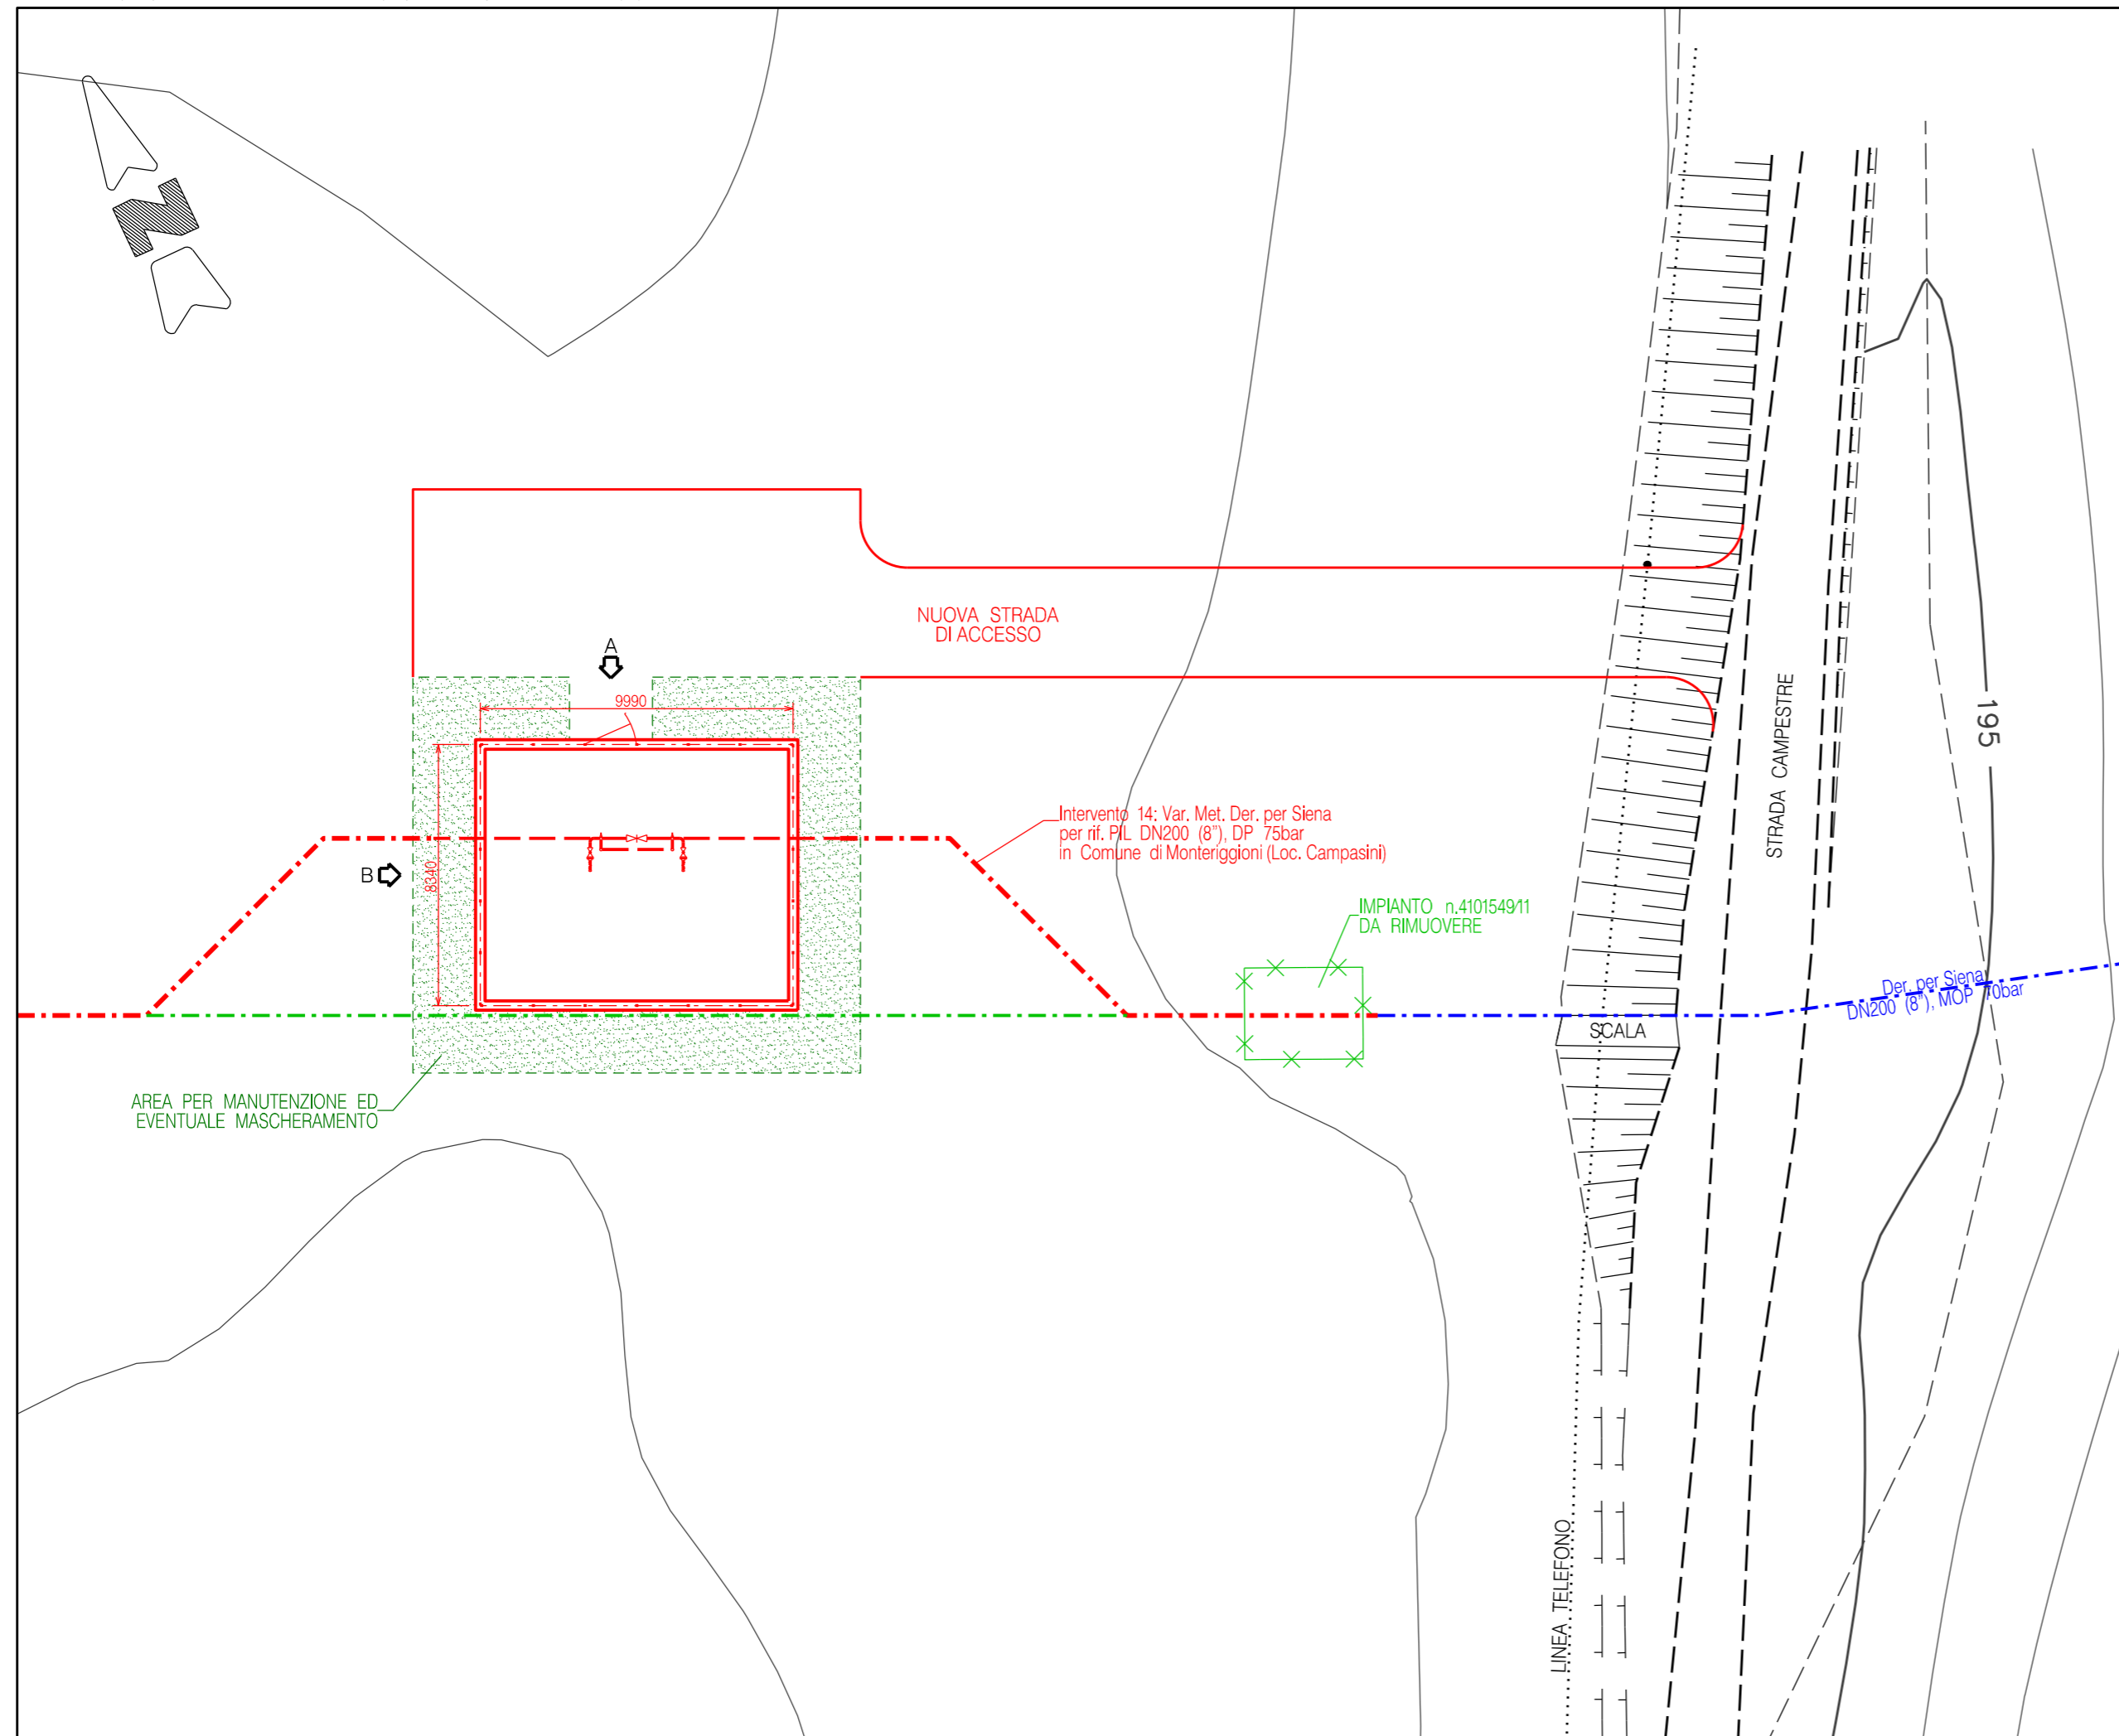 N
NUOVA STRADA
DI ACCESSO
A
9990
195
STRADA CAMPESTRE
Intervento 14: Var. Met. Der. per Siena
per rif. PIL DN200 (8"), DP 75bar
in Comune di Monteriggioni (Loc. Campasini)
B
8340
IMPIANTO n.4101549/11
DA RIMUOVERE
Der. per Siena
DN200 (8"), MOP 70bar
SCALA
AREA PER MANUTENZIONE ED
EVENTUALE MASCHERAMENTO
LINEA TELEFONO